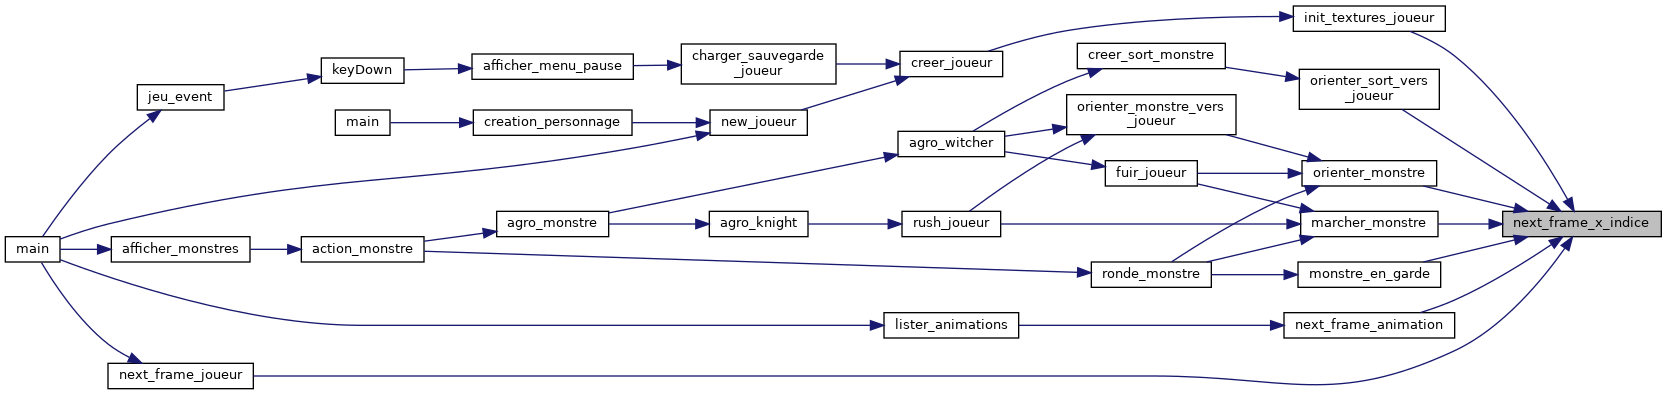 init_textures_joueur
charger_sauvegarde
_joueur
creer_joueur
creer_sort_monstre
afficher_menu_pause
keyDown
orienter_sort_vers
_joueur
jeu_event
orienter_monstre_vers
_joueur
main
creation_personnage
new_joueur
agro_witcher
fuir_joueur
orienter_monstre
agro_monstre
agro_knight
rush_joueur
marcher_monstre
next_frame_x_indice
main
afficher_monstres
action_monstre
ronde_monstre
monstre_en_garde
lister_animations
next_frame_animation
next_frame_joueur